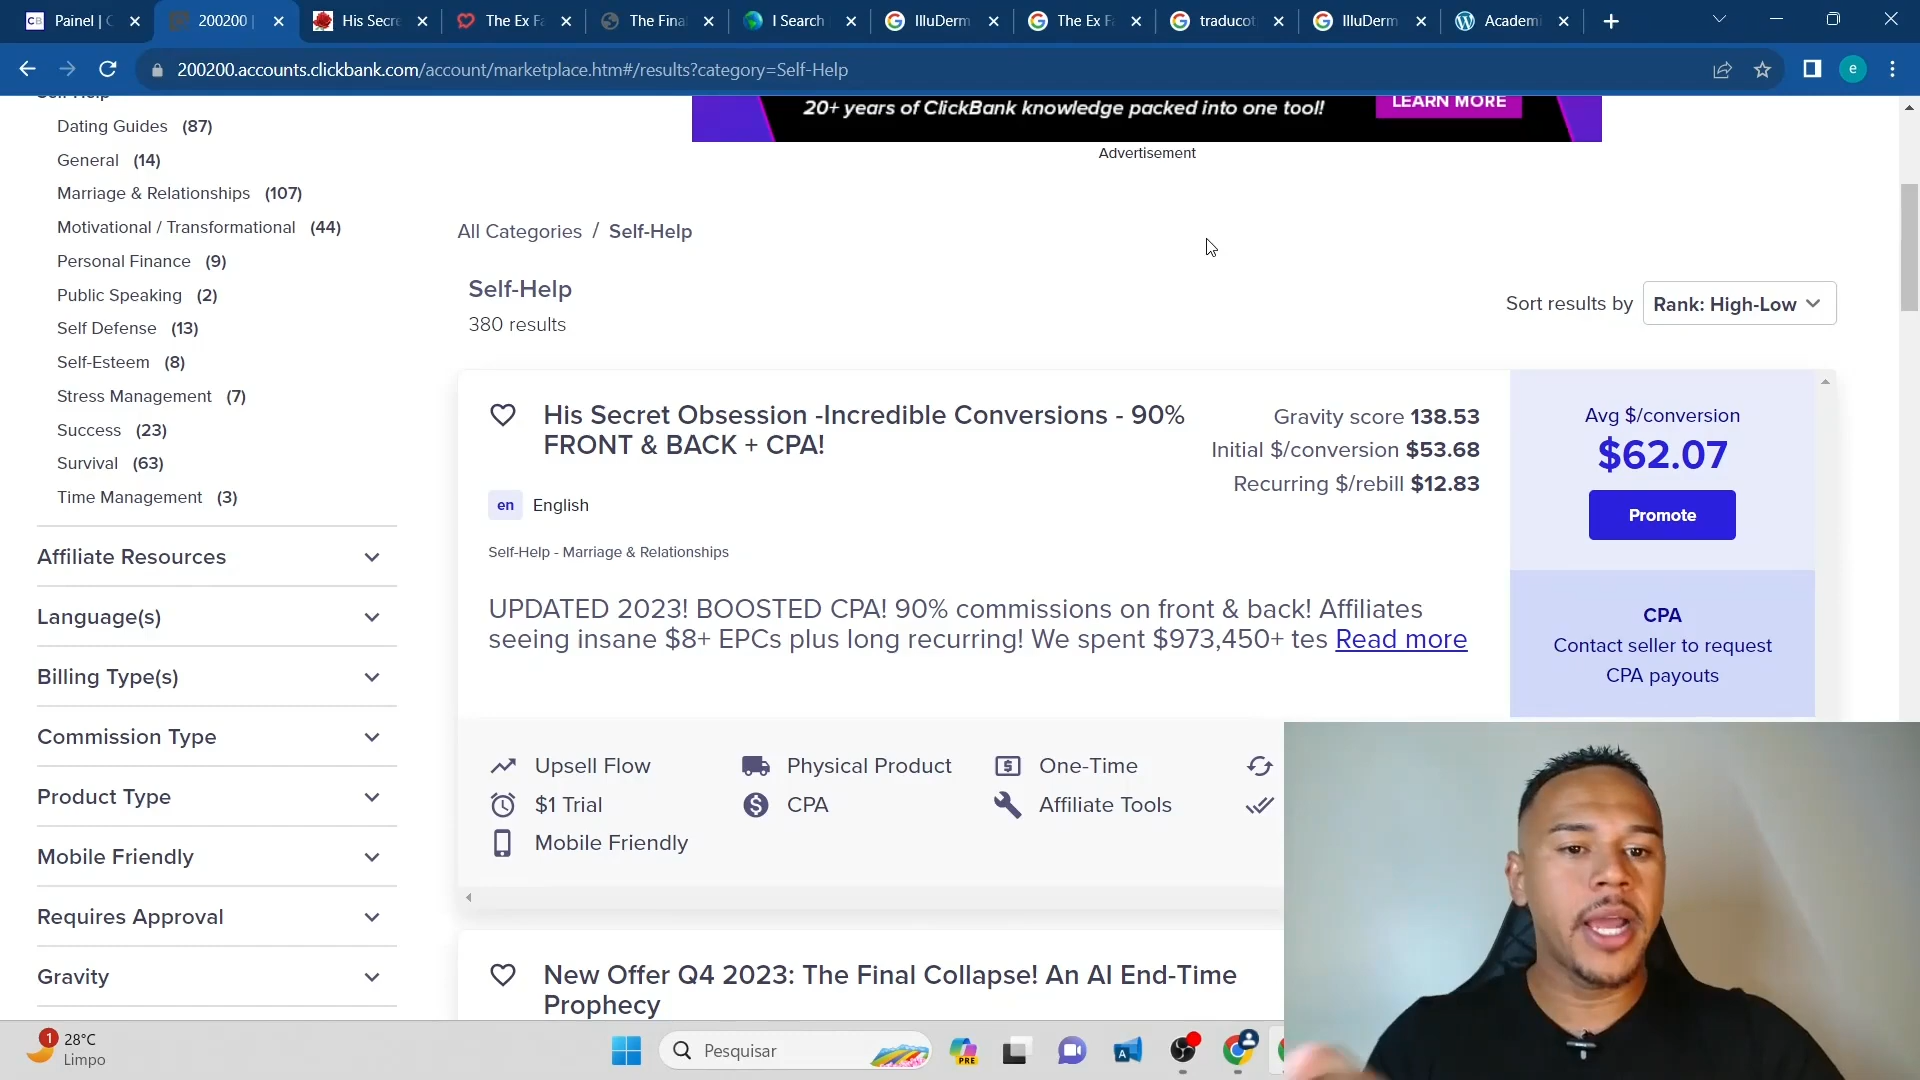 Painel | C
200200 |
His Secre
The Ex Fa
The Final
I Search
IlluDerm
The Ex Fa
traducot
IlluDerm
Academi
200200.accounts.clickbank.com/account/marketplace.htm#/results?category=Self-Help
e
20+ years of ClickBank knowledge packed into one tool!
LEARN MORE
Advertisement
Self-Help
Dating Guides (87)
General (14)
Marriage & Relationships (107)
Motivational / Transformational (44)
Personal Finance (9)
Public Speaking (2)
Self Defense (13)
Self-Esteem (8)
Stress Management (7)
Success (23)
Survival (63)
Time Management (3)
Affiliate Resources
Language(s)
Billing Type(s)
Commission Type
Product Type
Mobile Friendly
Requires Approval
Gravity
All Categories / Self-Help
Self-Help
380 results
Sort results by Rank: High-Low
His Secret Obsession -Incredible Conversions - 90%
FRONT & BACK + CPA!
Gravity score 138.53
Initial $/conversion $53.68
Recurring $/rebill $12.83
en English
Self-Help - Marriage & Relationships
UPDATED 2023! BOOSTED CPA! 90% commissions on front & back! Affiliates
seeing insane $8+ EPCs plus long recurring! We spent $973,450+ tes Read more
Avg $/conversion
$62.07
Promote
CPA
Contact seller to request
CPA payouts
Upsell Flow
Physical Product
One-Time
$1 Trial
CPA
Affiliate Tools
Mobile Friendly
New Offer Q4 2023: The Final Collapse! An AI End-Time
Prophecy
1
28°C
Limpo
Pesquisar
PRE